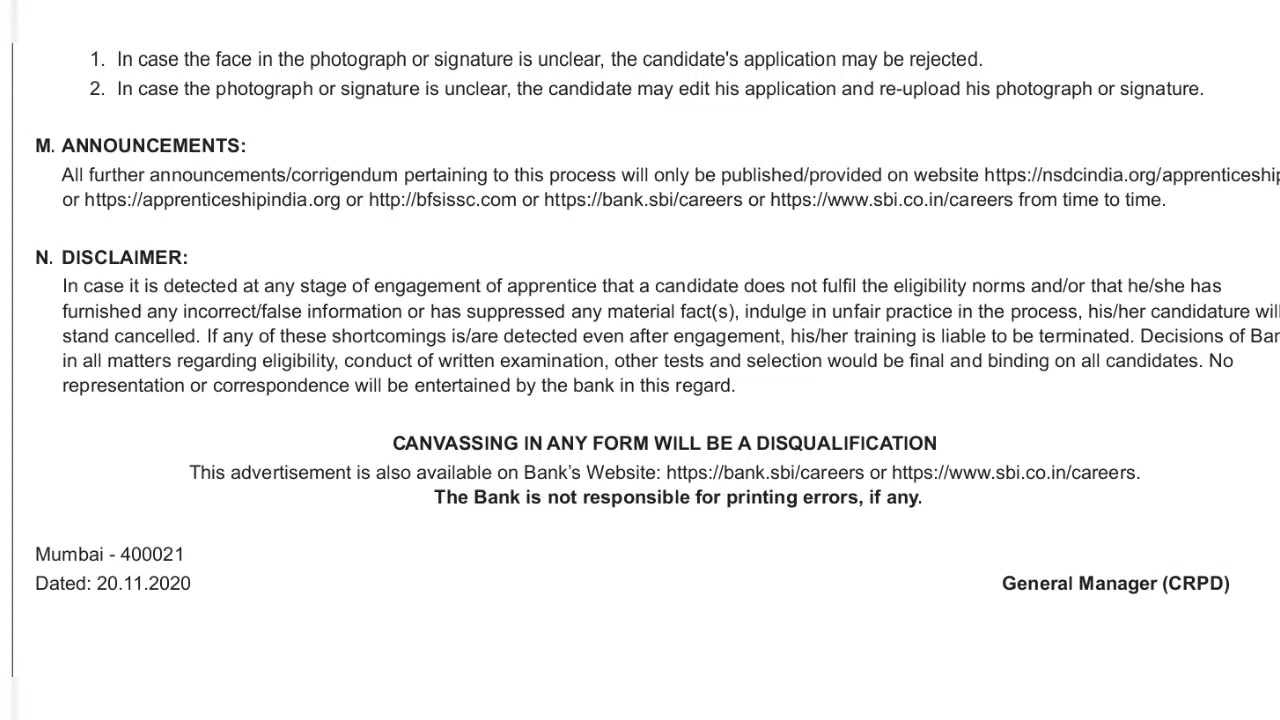 1. In case the face in the photograph or signature is unclear, the candidate's application may be rejected.
2. In case the photograph or signature is unclear, the candidate may edit his application and re-upload his photograph or signature.
M. ANNOUNCEMENTS:
All further announcements/corrigendum pertaining to this process will only be published/provided on website https://nsdcindia.org/apprenticeship
or https://apprenticeshipindia.org or http://bfsissc.com or https://bank.sbi/careers or https://www.sbi.co.in/careers from time to time.
N. DISCLAIMER:
In case it is detected at any stage of engagement of apprentice that a candidate does not fulfil the eligibility norms and/or that he/she has
furnished any incorrect/false information or has suppressed any material fact(s), indulge in unfair practice in the process, his/her candidature will
stand cancelled. If any of these shortcomings is/are detected even after engagement, his/her training is liable to be terminated. Decisions of
in all matters regarding eligibility, conduct of written examination, other tests and selection would be final and binding on all candidates. No
representation or correspondence will be entertained by the bank in this regard.
CANVASSING IN ANY FORM WILL BE A DISQUALIFICATION
This advertisement is also available on Bank's Website: https://bank.sbi/careers or https://www.sbi.co.in/careers.
The Bank is not responsible for printing errors, if any.
Mumbai - 400021
Dated: 20.11.2020
General Manager (CRPD)